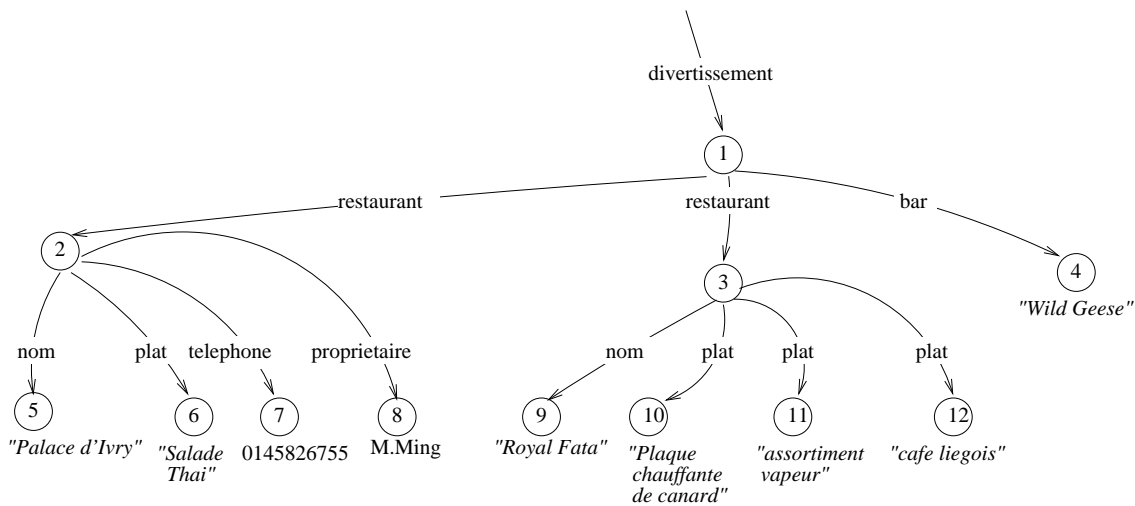 divertissement
1
restaurant
restaurant
bar
2
3
4
"Wild Geese"
nom
plat
telephone
proprietaire
nom
plat
plat
plat
5
6
7
8
9
10
11
12
"Palace d'Ivry"
"Salade
Thai"
0145826755
M.Ming
"Royal Fata"
"Plaque
chauffante
de canard"
"assortiment
vapeur"
"cafe liegois"